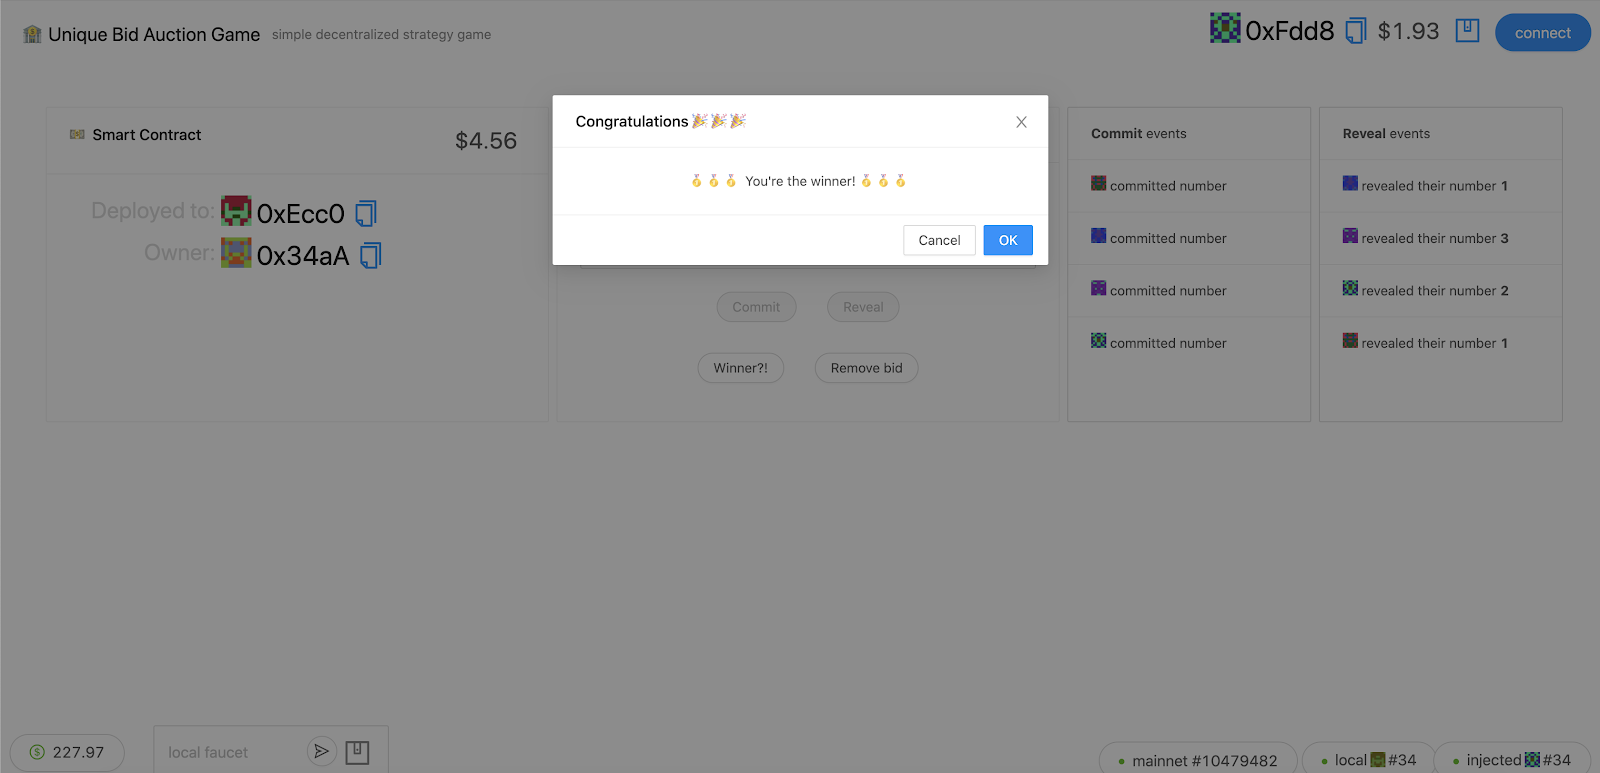 Unique Bid Auction Game simple decentralized strategy game
0xFdd8 $1.93 connect
Smart Contract $4.56
Deployed to: 0xEcc0
Owner: 0x34aA
Congratulations🎉🎉🎉
🏅🏅🏅 You're the winner! 🏅🏅🏅
Cancel OK
Commit Reveal
Winner?! Remove bid
Commit events
committed number
committed number
committed number
committed number
Reveal events
revealed their number 1
revealed their number 3
revealed their number 2
revealed their number 1
227.97
local faucet
mainnet #10479482
local #34
injected #34